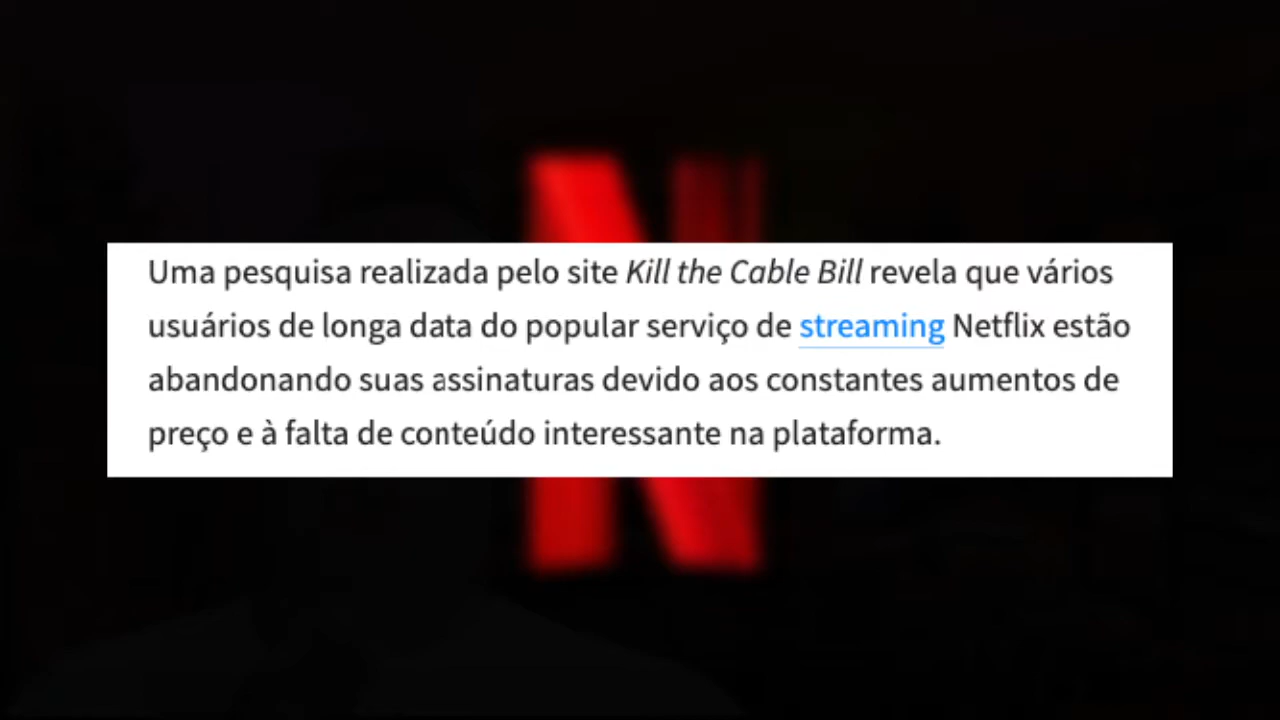 Uma pesquisa realizada pelo site Kill the Cable Bill revela que vários
usuários de longa data do popular serviço de streaming Netflix estão
abandonando suas assinaturas devido aos constantes aumentos de
preço e à falta de conteúdo interessante na plataforma.